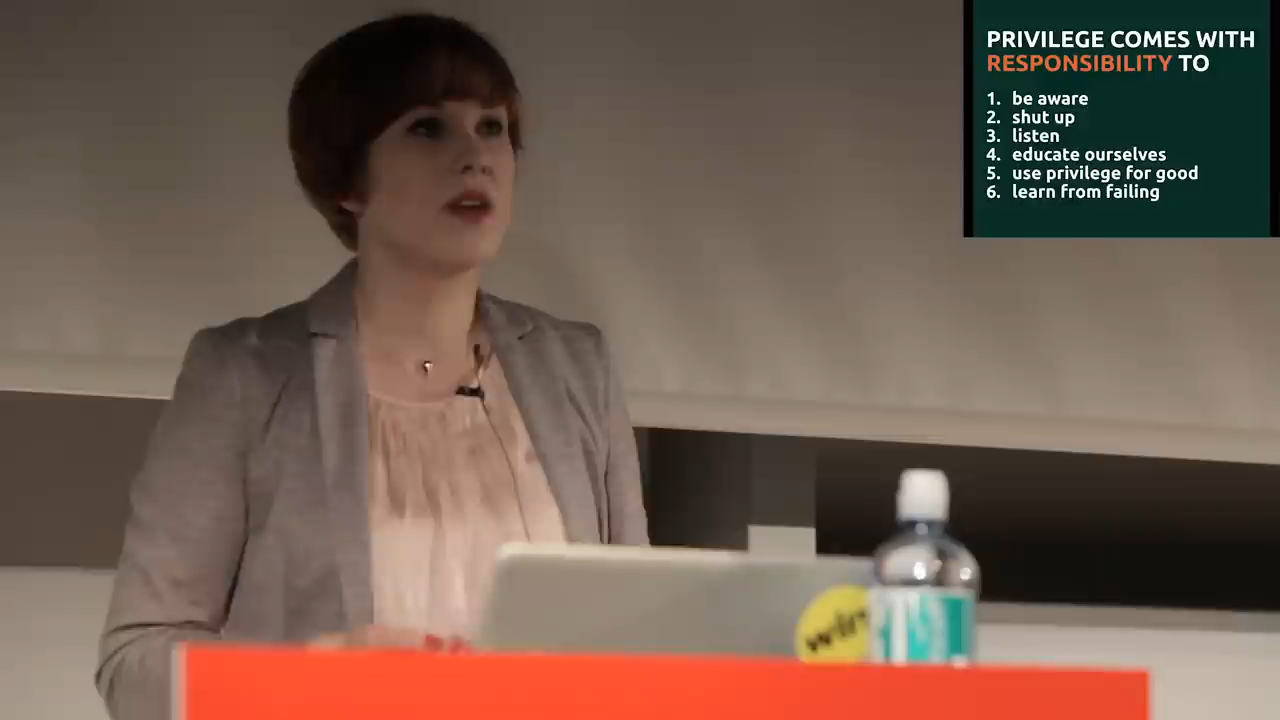 PRIVILEGE COMES WITH
RESPONSIBILITY TO
1. be aware
2. shut up
3. listen
4. educate ourselves
5. use privilege for good
6. learn from failing